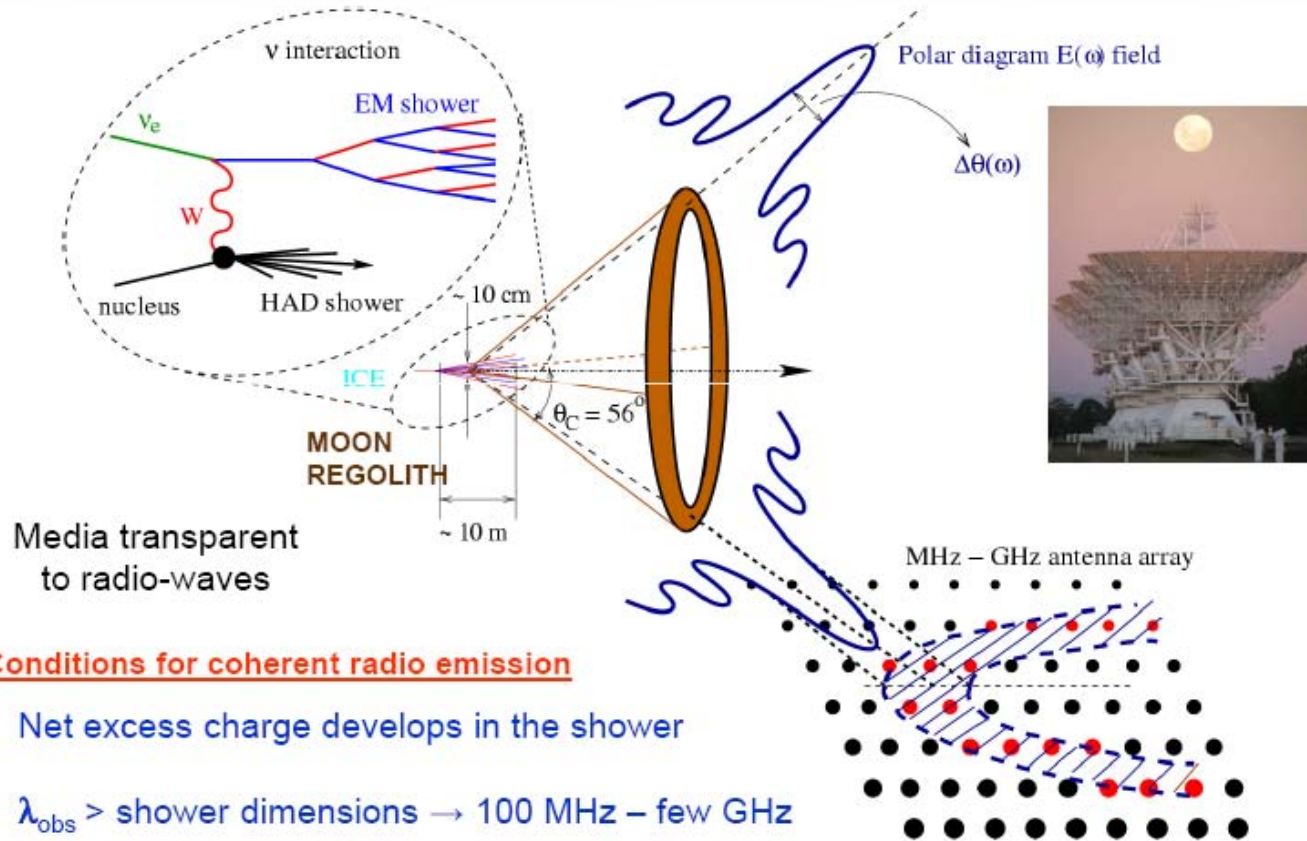 ν interaction
Polar diagram E(ω) field
EM shower
νe
Δθ(ω)
W
nucleus
HAD shower
~ 10 cm
ICE
θC = 56°
MOON
REGOLITH
~ 10 m
Media transparent
to radio-waves
MHz – GHz antenna array
Conditions for coherent radio emission
Net excess charge develops in the shower
λobs > shower dimensions → 100 MHz – few GHz